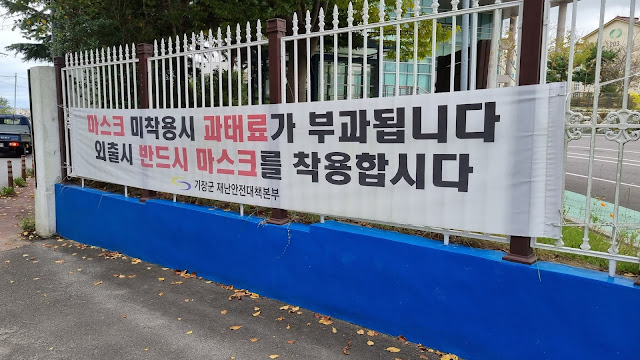 마스크 미착용시 과태료가 부과됩니다
외출시 반드시 마스크를 착용합시다
기장군 재난안전대책본부